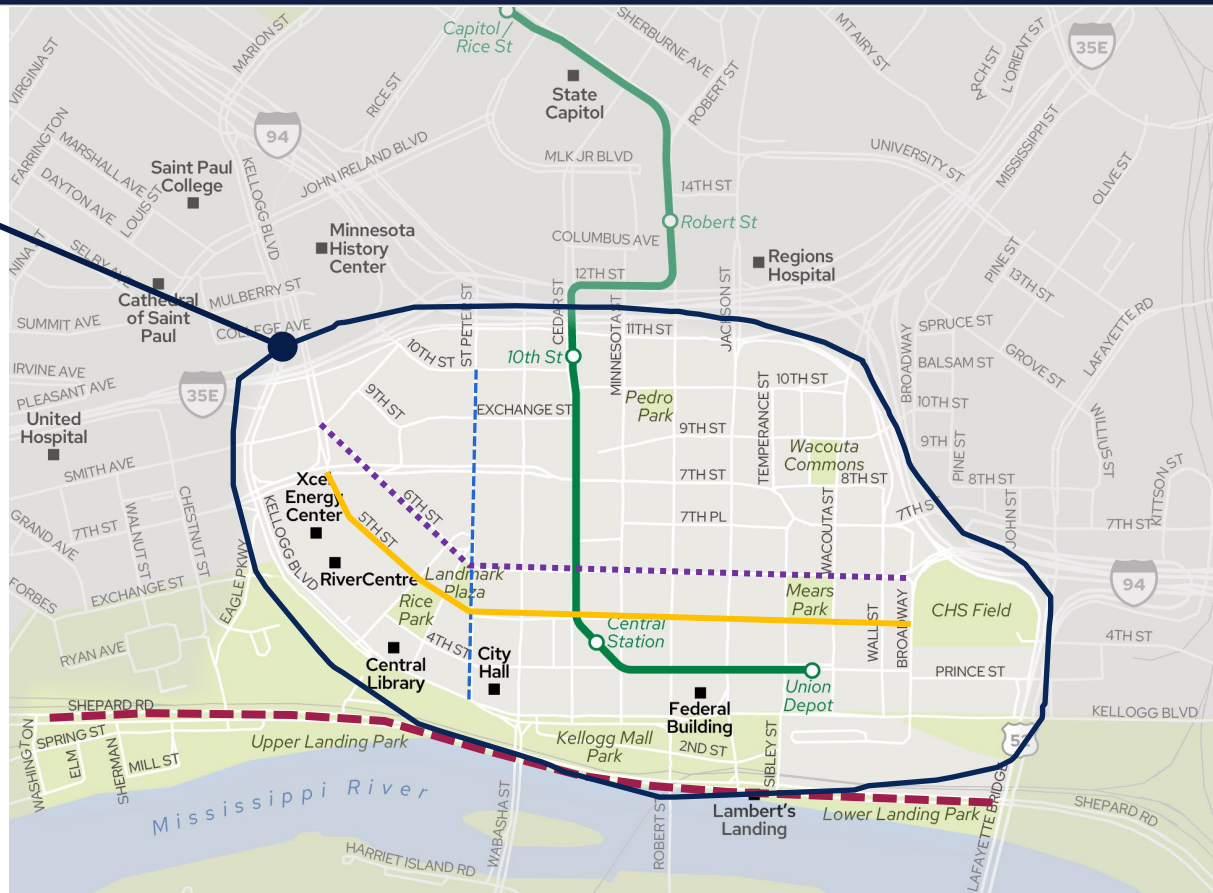 Capitol /
Rice St
SHERBURNE AVE
MT AIRY ST
ARCH ST
L'ORIENT ST
35E
VIRGINIA ST
MARION ST
RICE ST
ROBERT ST
State
Capitol
94
FARRINGTON
MARSHALL AVE
DAYTON AVE
LOUIS ST
Saint Paul
College
KELLOGG BLVD
JOHN IRELAND BLVD
MLK JR BLVD
14TH ST
UNIVERSITY ST
MISSISSIPPI ST
OLIVE ST
Robert St
NINA ST
SELBY AVE
Minnesota
History
Center
COLUMBUS AVE
Regions
Hospital
PINE ST
13TH ST
12TH ST
Cathedral
of Saint
Paul
MULBERRY ST
SUMMIT AVE
COLLEGE AVE
ST PETER ST
CEDAR ST
MINNESOTA ST
11TH ST
JACKSON ST
BROADWAY
SPRUCE ST
LAFAYETTE RD
GROVE ST
BALSAM ST
IRVINE AVE
PLEASANT AVE
35E
10TH ST
10th St
10TH ST
10TH ST
United
Hospital
9TH ST
EXCHANGE ST
Pedro
Park
TEMPERANCE ST
9TH ST
Wacouta
Commons
9TH
PINE ST
WILLIUS ST
SMITH AVE
7TH ST
8TH ST
8TH ST
KITTSON ST
Xcel
Energy
Center
6TH ST
5TH ST
7TH PL
WACOUTA ST
7TH ST
JOHN ST
7TH ST
GRAND AVE
7TH ST
WALNUT ST
CHESTNUT ST
KELLOGG BLVD
RiverCentre
Landmark
Plaza
Rice
Park
Mears
Park
94
FORBES
EXCHANGE ST
EAGLE PKWY
CHS Field
WALL ST
BROADWAY
Central
Station
4TH ST
4TH ST
RYAN AVE
Central
Library
City
Hall
PRINCE ST
Union
Depot
Federal
Building
SHEPARD RD
KELLOGG BLVD
WASHINGTON
SPRING ST
ELM
SHERMAN
MILL ST
Upper Landing Park
Kellogg Mall
Park
2ND ST
SIBLEY ST
52
Mississippi River
WABASHA ST
ROBERT ST
Lambert's
Landing
Lower Landing Park
LAFAYETTE BRIDGE
SHEPARD RD
HARRIET ISLAND RD